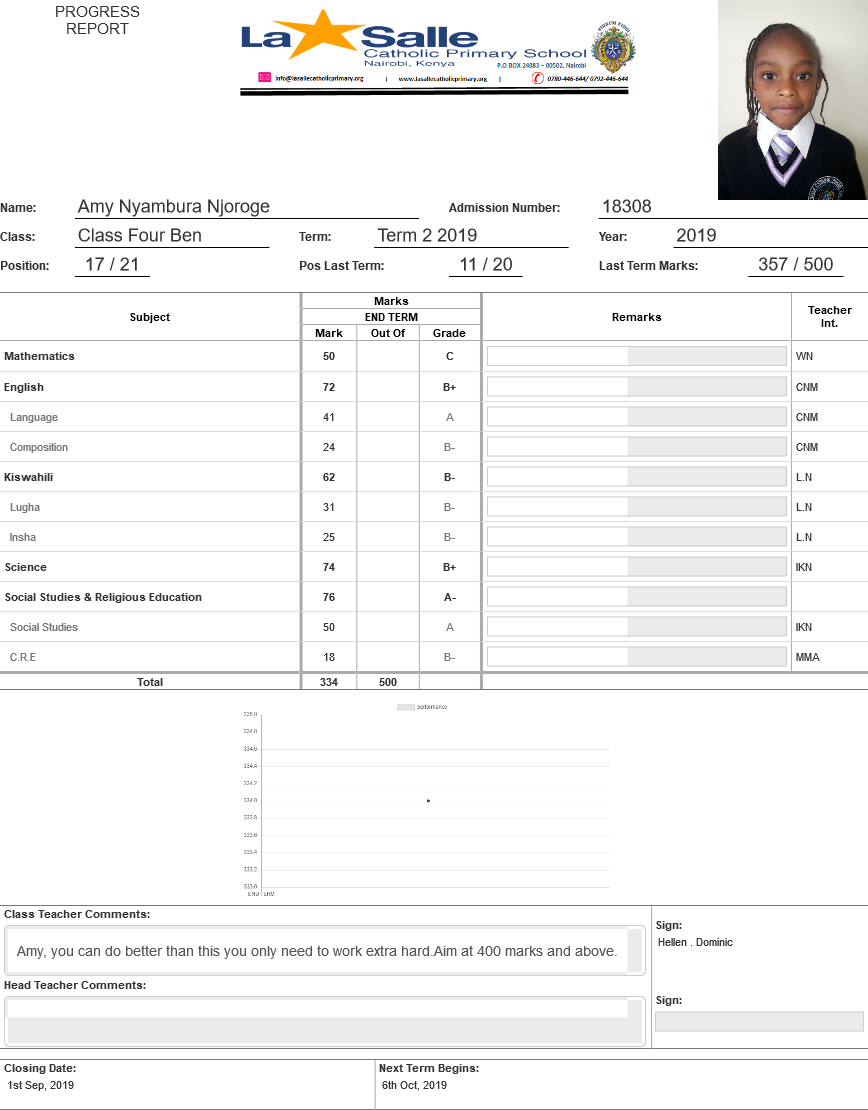 PROGRESS
REPORT
La Salle
Catholic Primary School
Nairobi, Kenya
P.O BOX 24083 – 00502, Nairobi
info@lasallecatholicprimary.org | www.lasallecatholicprimary.org | 0780-446-644/ 0792-446-644
Name: Amy Nyambura Njoroge Admission Number: 18308
Class: Class Four Ben Term: Term 2 2019 Year: 2019
Position: 17 / 21 Pos Last Term: 11 / 20 Last Term Marks: 357 / 500
Subject Marks Remarks Teacher Int.
END TERM
Mark Out Of Grade
Mathematics 50 C WN
English 72 B+ CNM
Language 41 A CNM
Composition 24 B- CNM
Kiswahili 62 B- L.N
Lugha 31 B- L.N
Insha 25 B- L.N
Science 74 B+ IKN
Social Studies & Religious Education 76 A-
Social Studies 50 A IKN
C.R.E 18 B- MMA
Total 334 500
performance
335.0
334.8
334.6
334.4
334.2
334.0
333.8
333.6
333.4
333.2
333.0
END TERM
Class Teacher Comments:
Amy, you can do better than this you only need to work extra hard.Aim at 400 marks and above.
Sign:
Hellen . Dominic
Head Teacher Comments:
Sign:
Closing Date: Next Term Begins:
1st Sep, 2019 6th Oct, 2019